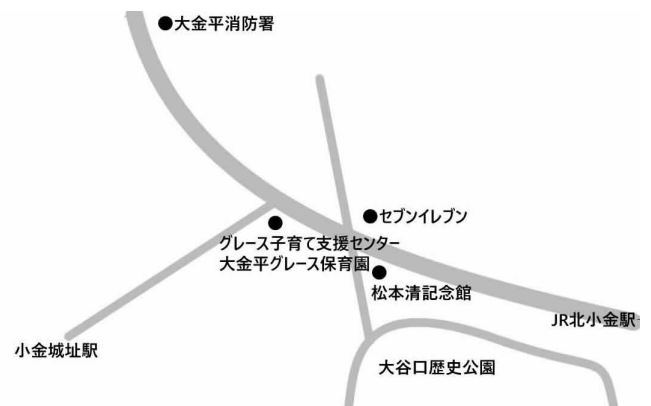 大金平消防署
セブンイレブン
グレース子育て支援センター
大金平グレース保育園
松本清記念館
JR北小金駅
小金城址駅
大谷口歴史公園